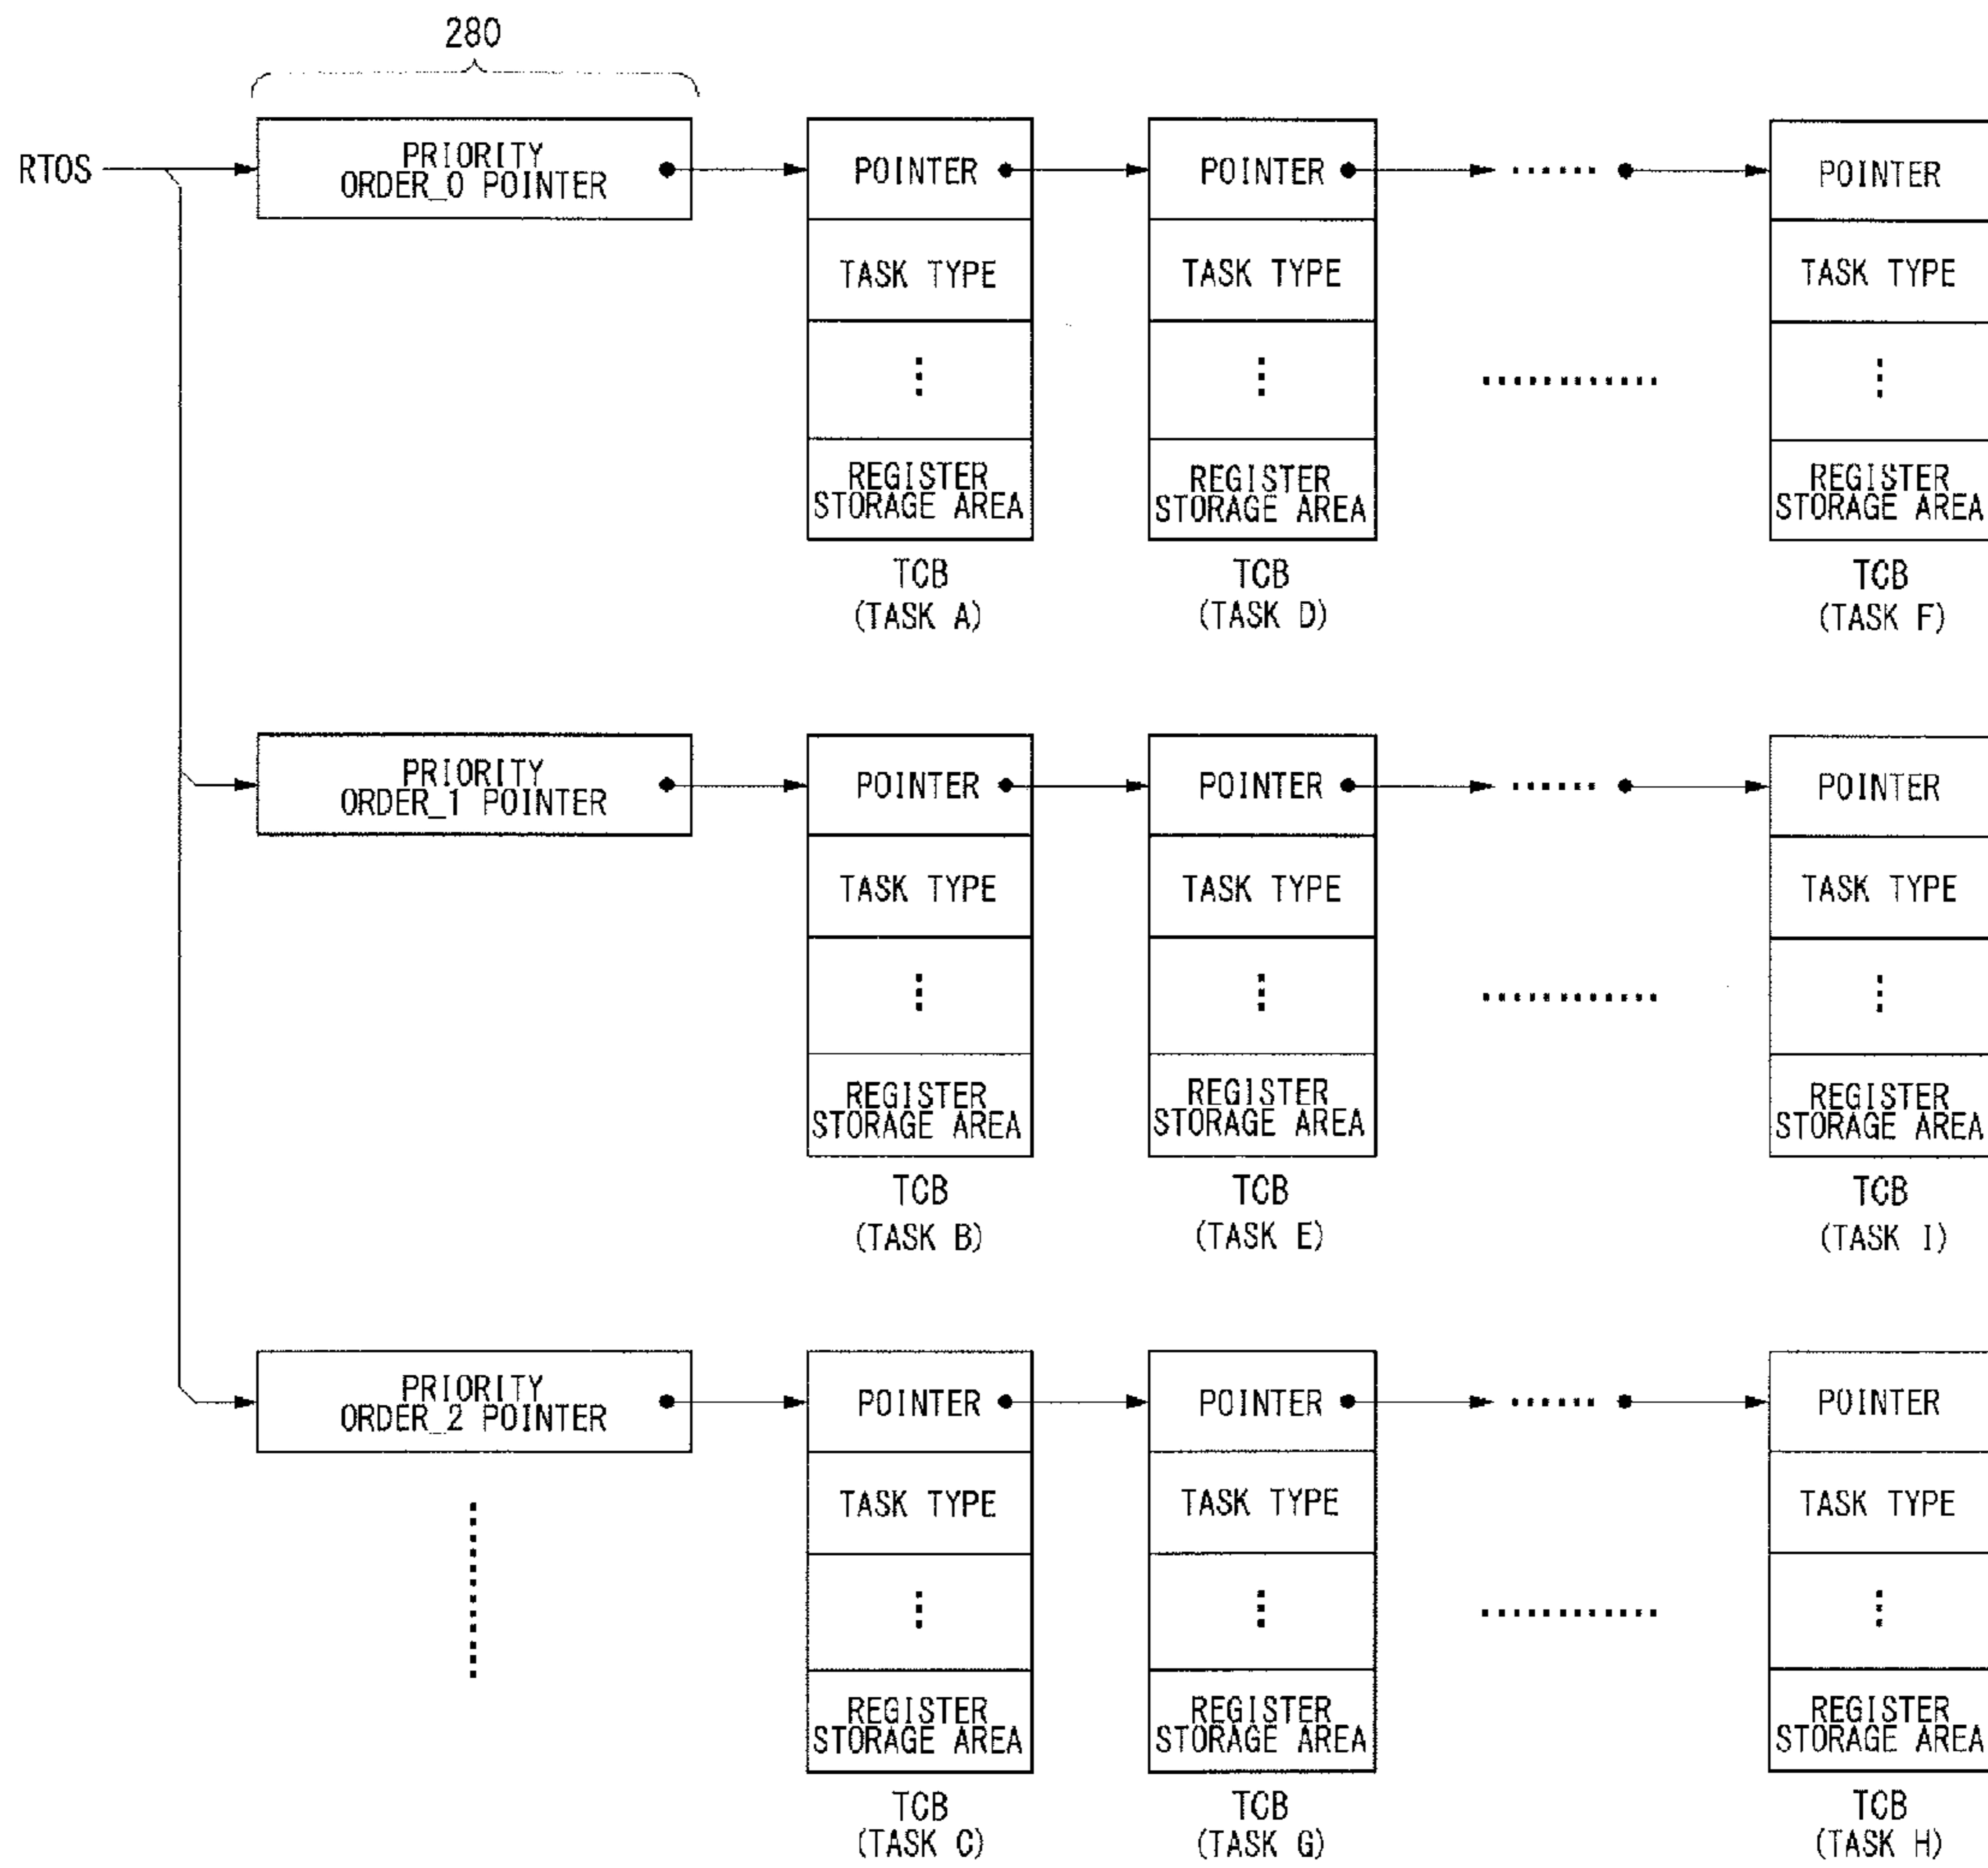 280
RTOS
PRIORITY
ORDER_0 POINTER
POINTER
TASK TYPE
REGISTER
STORAGE AREA
TCB
(TASK A)
POINTER
TASK TYPE
REGISTER
STORAGE AREA
TCB
(TASK D)
POINTER
TASK TYPE
REGISTER
STORAGE AREA
TCB
(TASK F)
PRIORITY
ORDER_1 POINTER
POINTER
TASK TYPE
REGISTER
STORAGE AREA
TCB
(TASK B)
POINTER
TASK TYPE
REGISTER
STORAGE AREA
TCB
(TASK E)
POINTER
TASK TYPE
REGISTER
STORAGE AREA
TCB
(TASK I)
PRIORITY
ORDER_2 POINTER
POINTER
TASK TYPE
REGISTER
STORAGE AREA
TCB
(TASK C)
POINTER
TASK TYPE
REGISTER
STORAGE AREA
TCB
(TASK G)
POINTER
TASK TYPE
REGISTER
STORAGE AREA
TCB
(TASK H)